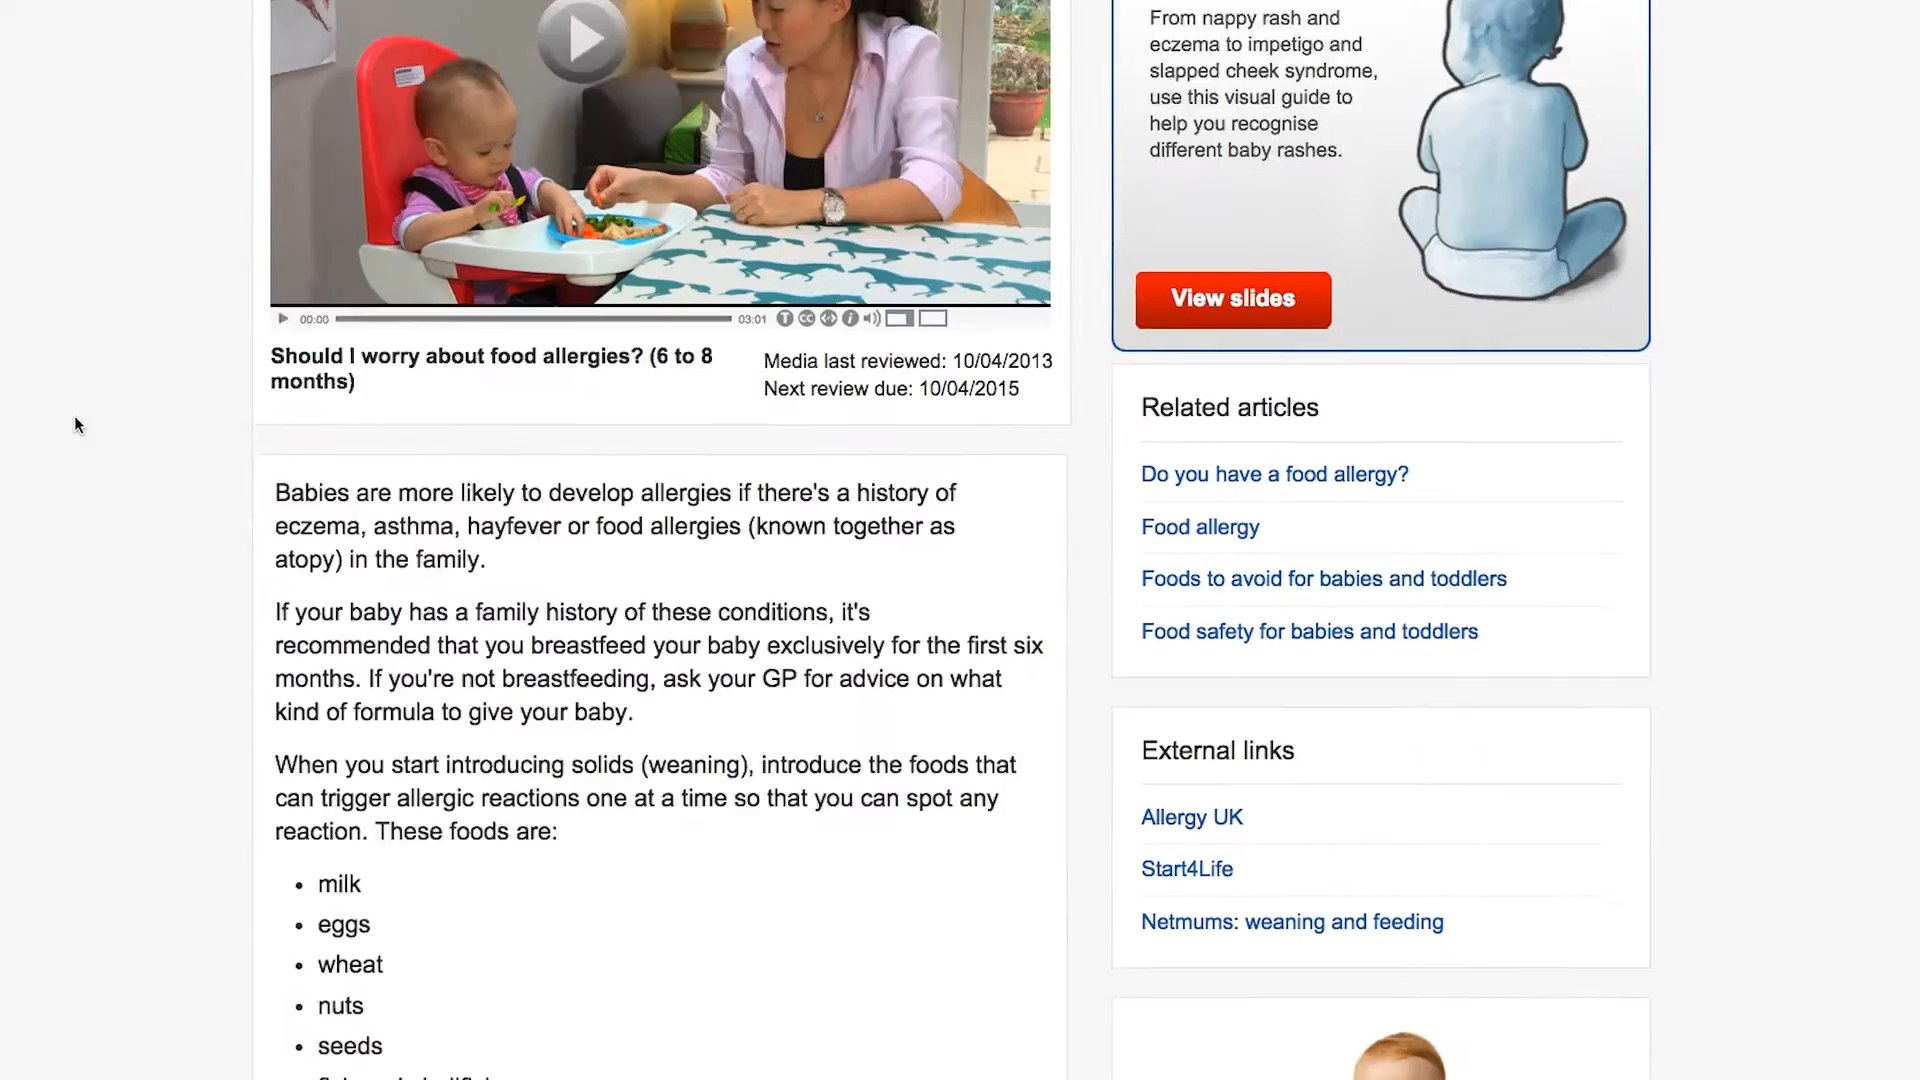 From nappy rash and
eczema to impetigo and
slapped cheek syndrome,
use this visual guide to
help you recognise
different baby rashes.
View slides
00:00
03:01
T
CC
i
Should I worry about food allergies? (6 to 8
months)
Media last reviewed: 10/04/2013
Next review due: 10/04/2015
Babies are more likely to develop allergies if there's a history of
eczema, asthma, hayfever or food allergies (known together as
atopy) in the family.
If your baby has a family history of these conditions, it's
recommended that you breastfeed your baby exclusively for the first six
months. If you're not breastfeeding, ask your GP for advice on what
kind of formula to give your baby.
When you start introducing solids (weaning), introduce the foods that
can trigger allergic reactions one at a time so that you can spot any
reaction. These foods are:
• milk
• eggs
• wheat
• nuts
• seeds
Related articles
Do you have a food allergy?
Food allergy
Foods to avoid for babies and toddlers
Food safety for babies and toddlers
External links
Allergy UK
Start4Life
Netmums: weaning and feeding